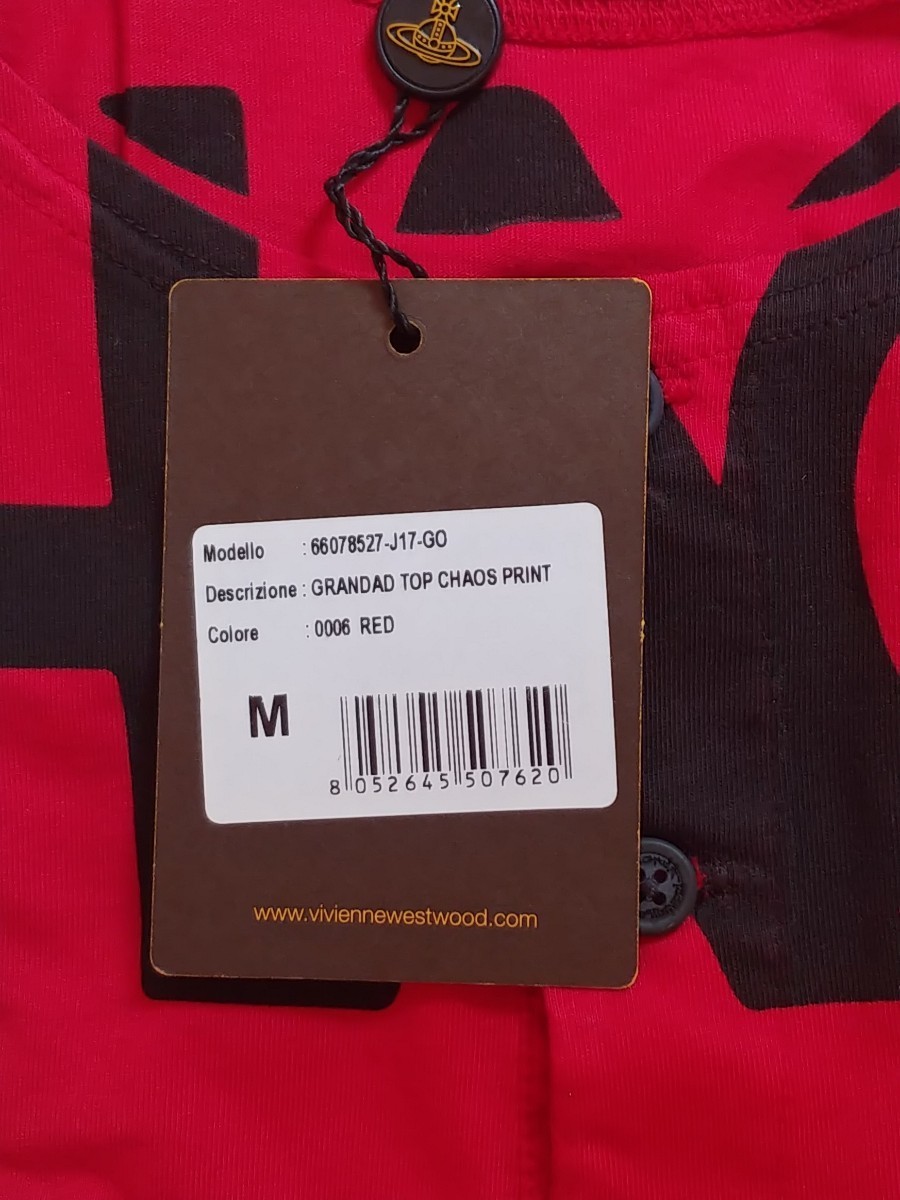 Modello : 66078527-J17-GO
Descrizione : GRANDAD TOP CHAOS PRINT
Colore : 0006 RED
M
8 052645 507620
www.viviennewestwood.com